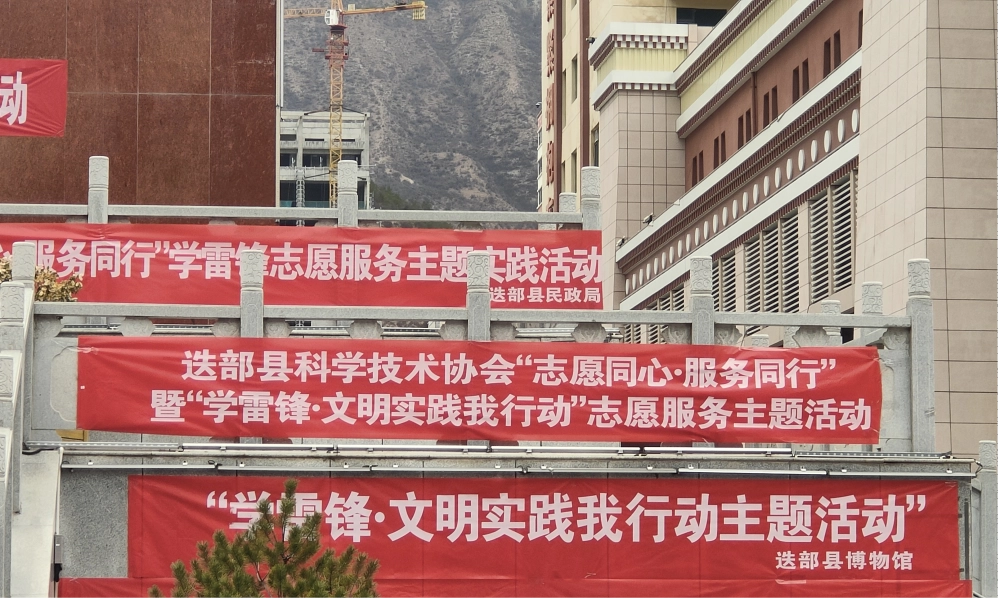 动
心·服务同行”学雷锋志愿服务主题实践活动
迭部县民政局
迭部县科学技术协会“志愿同心·服务同行”
暨“学雷锋·文明实践我行动”志愿服务主题活动
“学雷锋·文明实践我行动主题活动”
迭部县博物馆